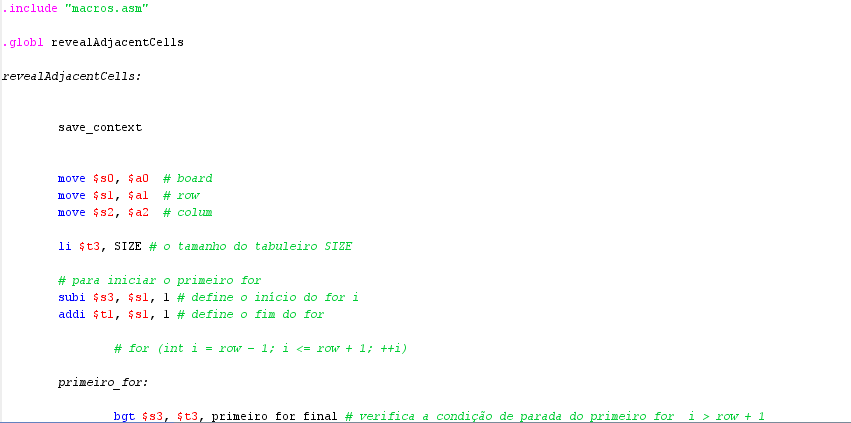 .include "macros.asm"
.globl revealAdjacentCells
revealAdjacentCells:
save_context
move $s0, $a0 # board
move $s1, $a1 # row
move $s2, $a2 # colum
li $t3, SIZE # o tamanho do tabuleiro SIZE
# para iniciar o primeiro for
subi $s3, $s1, 1 # define o início do for i
addi $t1, $s1, 1 # define o fim do for
# for (int i = row - 1; i <= row + 1; ++i)
primeiro_for:
bgt $s3, $t3, primeiro_for_final # verifica a condição de parada do primeiro for i > row + 1